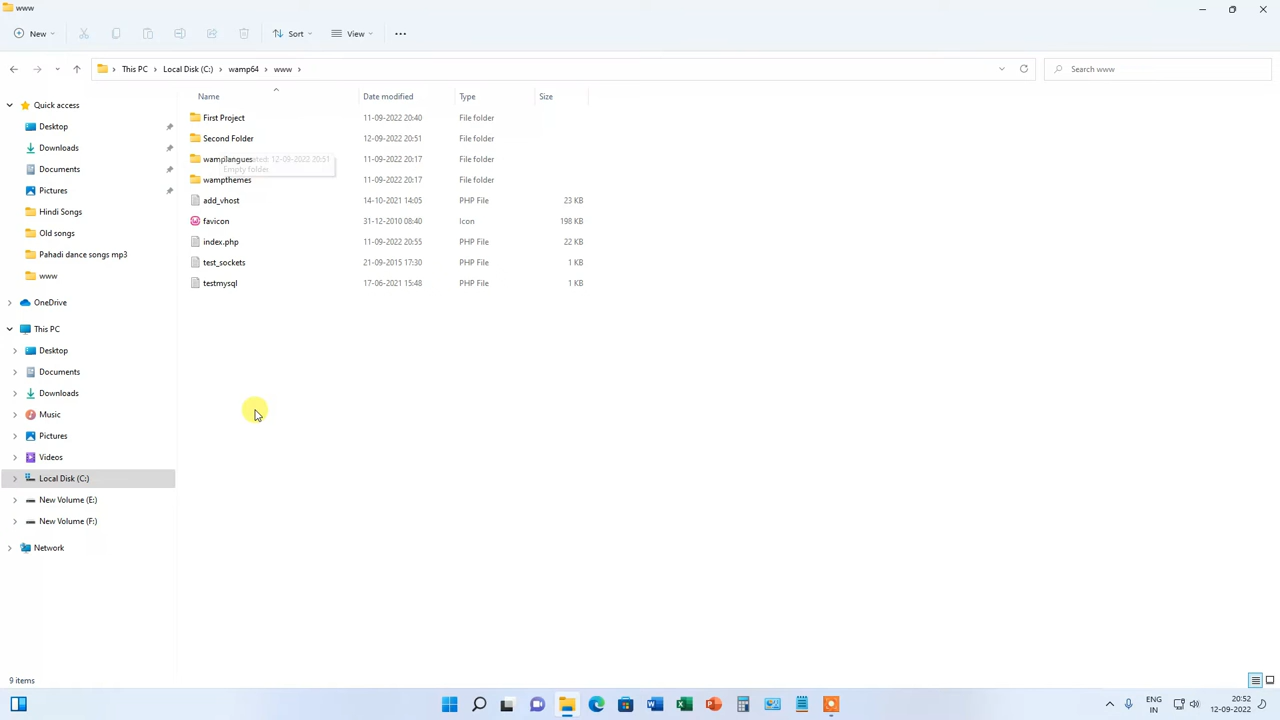 www
New
Sort
View
This PC
Local Disk (C:)
wamp64
www
Search www
Quick access
Desktop
Downloads
Documents
Pictures
Hindi Songs
Old songs
Pahadi dance songs mp3
www
OneDrive
This PC
Desktop
Documents
Downloads
Music
Pictures
Videos
Local Disk (C:)
New Volume (E:)
New Volume (F:)
Network
Name Date modified Type Size
First Project 11-09-2022 20:40 File folder
Second Folder 12-09-2022 20:51 File folder
wamplangues 11-09-2022 20:17 File folder
12-09-2022 20:51
Empty folder
wampthemes 11-09-2022 20:17 File folder
add_vhost 14-10-2021 14:05 PHP File 23 KB
favicon 31-12-2010 08:40 Icon 198 KB
index.php 11-09-2022 20:55 PHP File 22 KB
test_sockets 21-09-2015 17:30 PHP File 1 KB
testmysql 17-06-2021 15:48 PHP File 1 KB
9 items
ENG
IN
20:52
12-09-2022